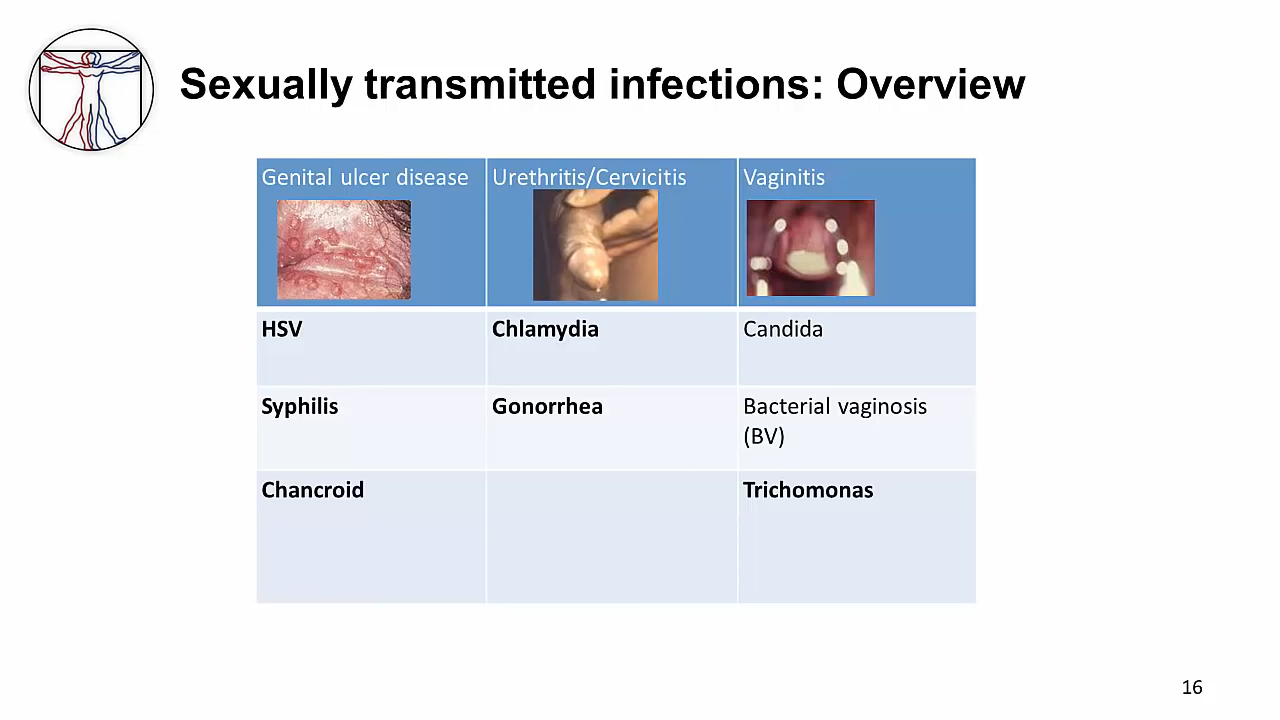 Sexually transmitted infections: Overview
Genital ulcer disease
Urethritis/Cervicitis
Vaginitis
HSV
Chlamydia
Candida
Syphilis
Gonorrhea
Bacterial vaginosis
(BV)
Chancroid
Trichomonas
16